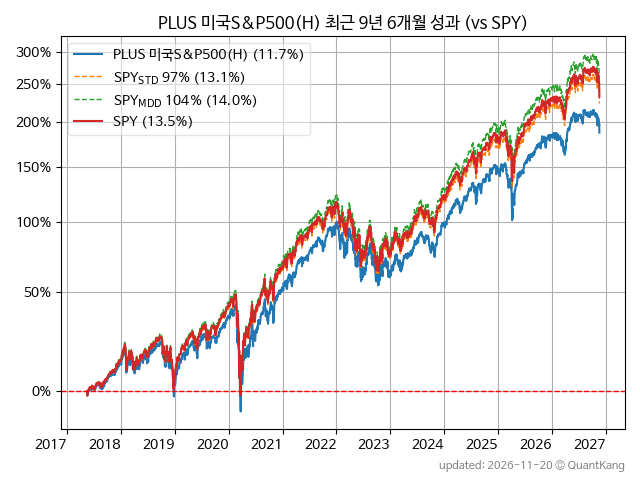 PLUS 미국S&P500(H) 최근 9년 6개월 성과 (vs SPY)
PLUS 미국S&P500(H) (11.7%)
SPY_STD 97% (13.1%)
SPY_MDD 104% (14.0%)
SPY (13.5%)
300%
250%
200%
150%
100%
50%
0%
2017 2018 2019 2020 2021 2022 2023 2024 2025 2026 2027
updated: 2026-11-20 © QuantKang